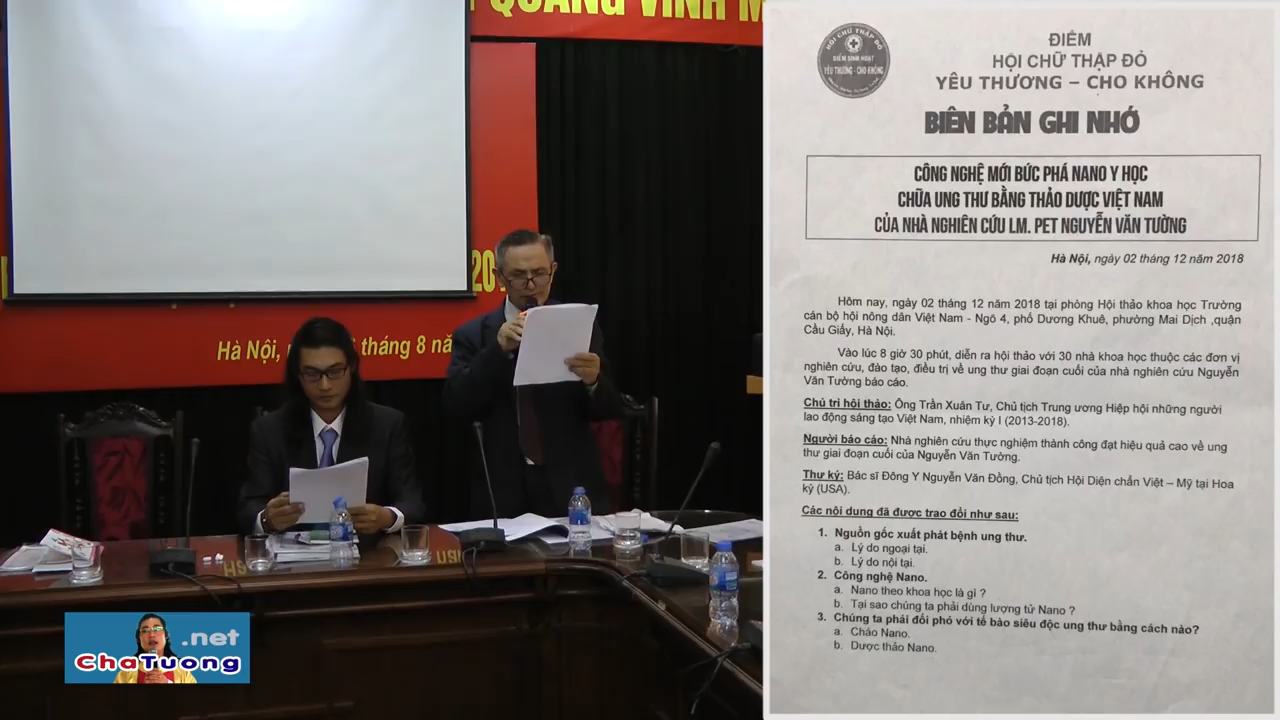 QUANG VINH M
20
Hà Nội, n
tháng 8 nă
HỘI CHỮ THẬP ĐỎ
ĐIỂM SINH HOẠT
YÊU THƯƠNG - CHO KHÔNG
ĐIỂM
HỘI CHỮ THẬP ĐỎ
YÊU THƯƠNG – CHO KHÔNG
BIÊN BẢN GHI NHỚ
CÔNG NGHỆ MỚI BỨC PHÁ NANO Y HỌC
CHỮA UNG THƯ BẰNG THẢO DƯỢC VIỆT NAM
CỦA NHÀ NGHIÊN CỨU LM. PET NGUYỄN VĂN TƯỜNG
Hà Nội, ngày 02 tháng 12 năm 2018
Hôm nay, ngày 02 tháng 12 năm 2018 tại phòng Hội thảo khoa học Trường
cán bộ hội nông dân Việt Nam - Ngõ 4, phố Dương Khuê, phường Mai Dịch ,quận
Cầu Giấy, Hà Nội.
Vào lúc 8 giờ 30 phút, diễn ra hội thảo với 30 nhà khoa học thuộc các đơn vị
nghiên cứu, đào tạo, điều trị về ung thư giai đoạn cuối của nhà nghiên cứu Nguyễn
Văn Tường báo cáo.
Chủ trì hội thảo: Ông Trần Xuân Tư, Chủ tịch Trung ương Hiệp hội những người
lao động sáng tạo Việt Nam, nhiệm kỳ I (2013-2018).
Người báo cáo: Nhà nghiên cứu thực nghiệm thành công đạt hiệu quả cao về ung
thư giai đoạn cuối của Nguyễn Văn Tường.
Thư ký: Bác sĩ Đông Y Nguyễn Văn Đồng, Chủ tịch Hội Diện chẩn Việt – Mỹ tại Hoa
kỳ (USA).
Các nội dung đã được trao đổi như sau:
1. Nguồn gốc xuất phát bệnh ung thư.
a. Lý do ngoại tại.
b. Lý do nội tại.
2. Công nghệ Nano.
a. Nano theo khoa học là gì ?
b. Tại sao chúng ta phải dùng lượng tử Nano ?
3. Chúng ta phải đối phó với tế bào siêu độc ung thư bằng cách nào?
a. Cháo Nano.
b. Dược thảo Nano.
.net
ChaTuong